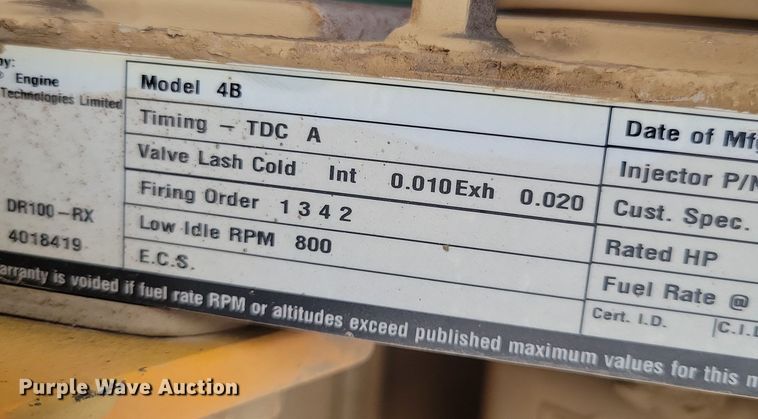 by:
® Engine
Technologies Limited
DR100-RX
4018419
Model 4B
Timing - TDC A
Valve Lash Cold Int 0.010 Exh 0.020
Firing Order 1 3 4 2
Low Idle RPM 800
E.C.S.
Date of Mfg
Injector P/N
Cust. Spec.
Rated HP
Fuel Rate @
Cert. I.D.
C.I.D
arranty is voided if fuel rate RPM or altitudes exceed published maximum values for this m
Purple Wave Auction